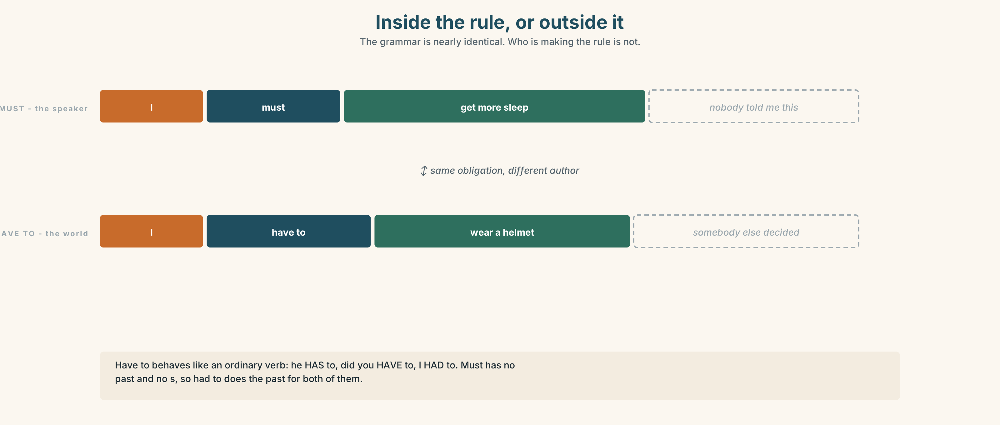 Inside the rule, or outside it
The grammar is nearly identical. Who is making the rule is not.
MUST - the speaker I must get more sleep nobody told me this
↕ same obligation, different author
AVE TO - the world I have to wear a helmet somebody else decided
Have to behaves like an ordinary verb: he HAS to, did you HAVE to, I HAD to. Must has no
past and no s, so had to does the past for both of them.